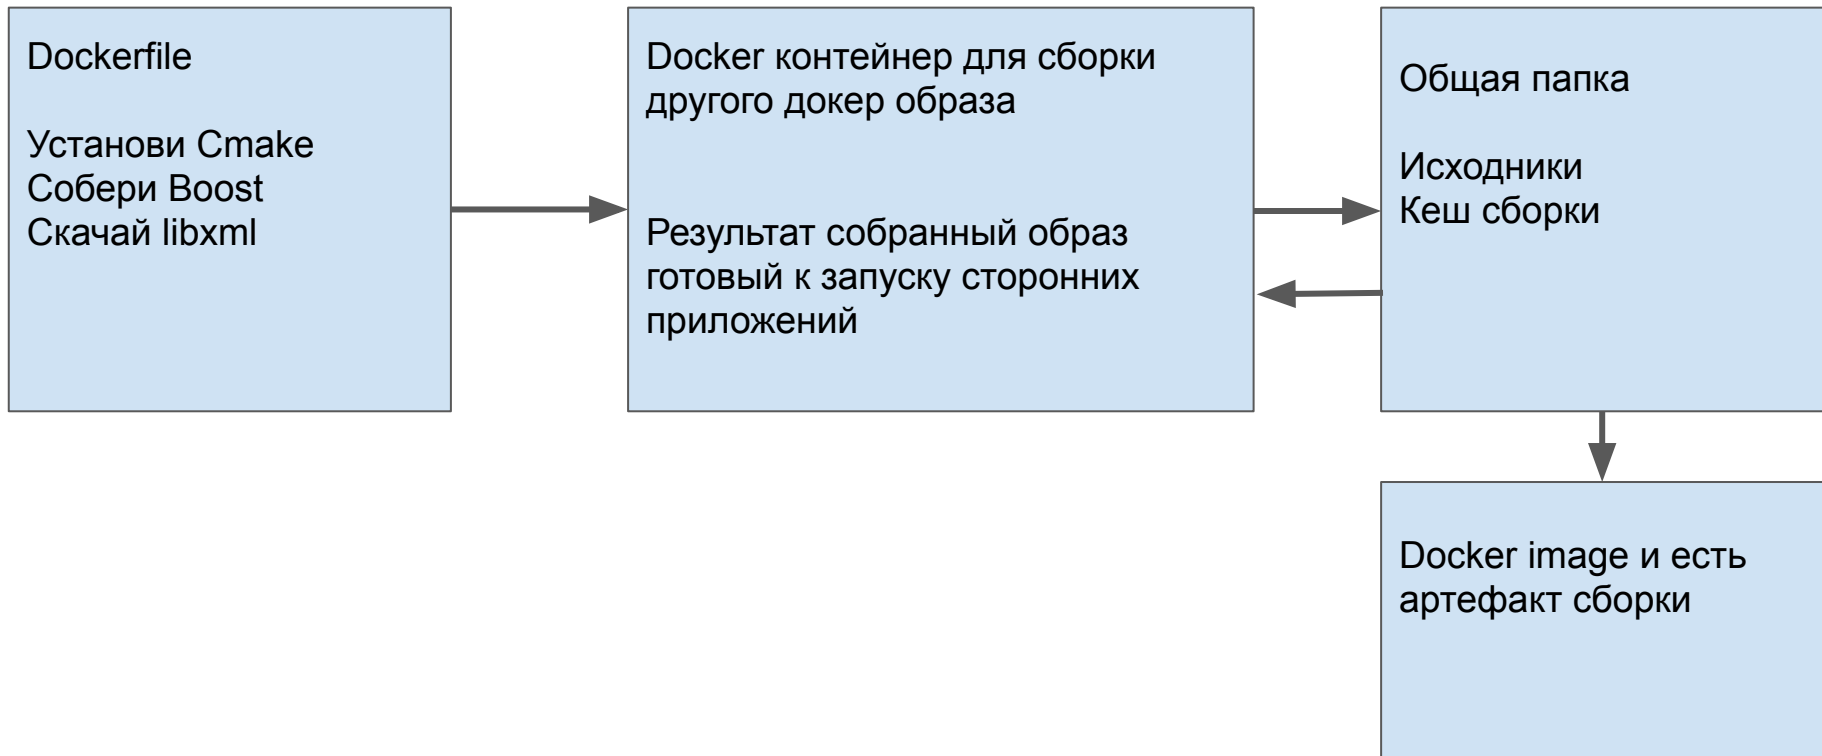 Dockerfile
Установи Cmake
Собери Boost
Скачай libxml
Docker контейнер для сборки
другого докер образа
Результат собранный образ
готовый к запуску сторонних
приложений
Общая папка
Исходники
Кеш сборки
Docker image и есть
артефакт сборки